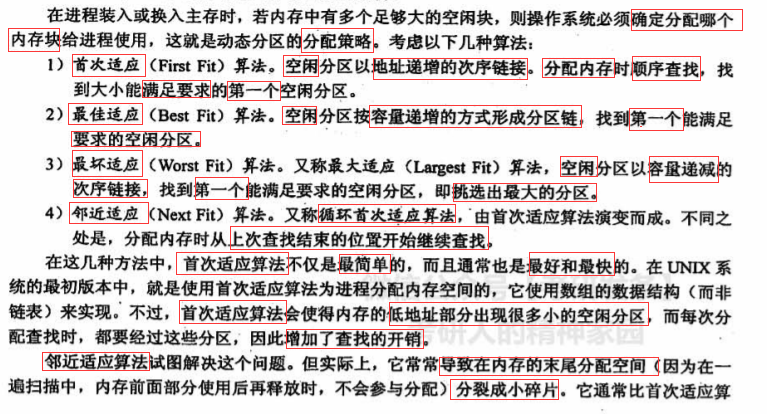 在进程装入或换入主存时，若内存中有多个足够大的空闲块，则操作系统必须确定分配哪个
内存块给进程使用，这就是动态分区的分配策略。考虑以下几种算法：
1）首次适应（First Fit）算法。空闲分区以地址递增的次序链接。分配内存时顺序查找，找
到大小能满足要求的第一个空闲分区。
2）最佳适应（Best Fit）算法。空闲分区按容量递增的方式形成分区链，找到第一个能满足
要求的空闲分区。
3）最坏适应（Worst Fit）算法。又称最大适应（Largest Fit）算法，空闲分区以容量递减的
次序链接，找到第一个能满足要求的空闲分区，即挑选出最大的分区。
4）邻近适应（Next Fit）算法。又称循环首次适应算法，由首次适应算法演变而成。不同之
处是，分配内存时从上次查找结束的位置开始继续查找。
在这几种方法中，首次适应算法不仅是最简单的，而且通常也是最好和最快的。在 UNIX 系
统的最初版本中，就是使用首次适应算法为进程分配内存空间的，它使用数组的数据结构（而非
链表）来实现。不过，首次适应算法会使得内存的低地址部分出现很多小的空闲分区，而每次分
配查找时，都要经过这些分区，因此增加了查找的开销。
考研人的精神家园
邻近适应算法试图解决这个问题。但实际上，它常常导致在内存的末尾分配空间（因为在一
遍扫描中，内存前面部分使用后再释放时，不会参与分配）分裂成小碎片。它通常比首次适应算